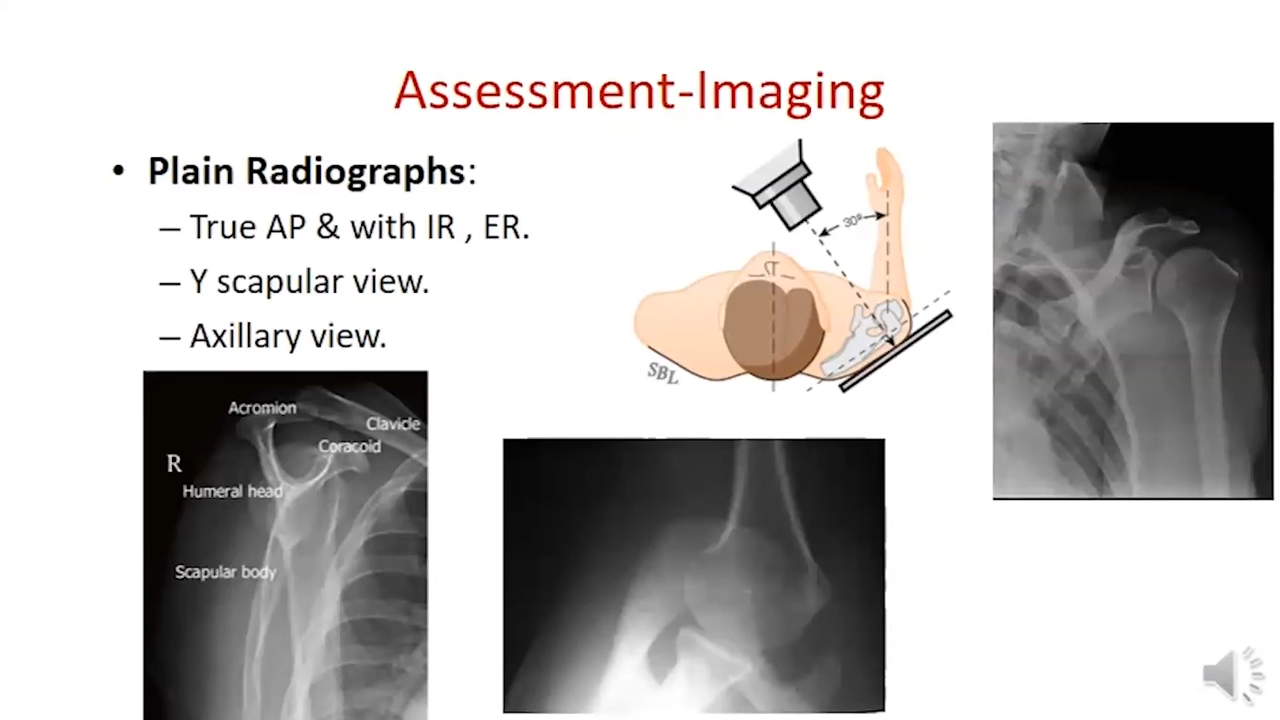 Assessment-Imaging
• Plain Radiographs:
– True AP & with IR , ER.
– Y scapular view.
– Axillary view.
30º
SBL
Acromion
Clavicle
Coracoid
R
Humeral head
Scapular body